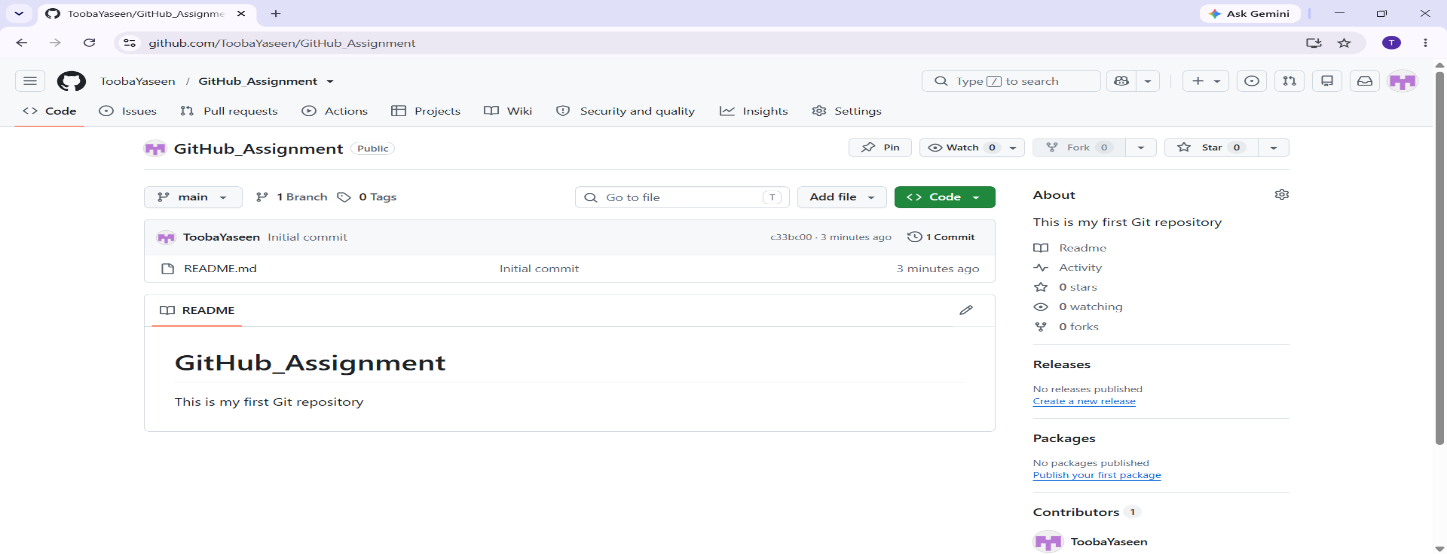 ToobaYaseen/GitHub_Assignme
Ask Gemini
github.com/ToobaYaseen/GitHub_Assignment
T
ToobaYaseen / GitHub_Assignment
Type / to search
Code Issues Pull requests Actions Projects Wiki Security and quality Insights Settings
GitHub_Assignment Public
Pin Watch 0 Fork 0 Star 0
main 1 Branch 0 Tags Go to file T Add file Code
ToobaYaseen Initial commit c33bc00 · 3 minutes ago 1 Commit
README.md Initial commit 3 minutes ago
README
GitHub_Assignment
This is my first Git repository
About
This is my first Git repository
Readme
Activity
0 stars
0 watching
0 forks
Releases
No releases published
Create a new release
Packages
No packages published
Publish your first package
Contributors 1
ToobaYaseen